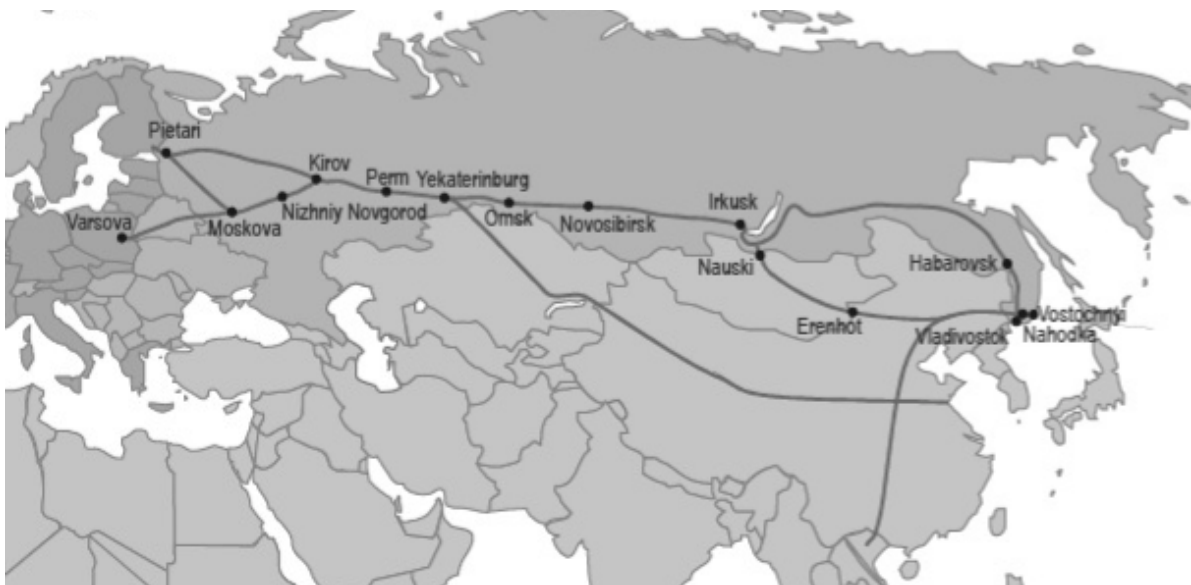 Pietari
Kirov
Perm
Yekaterinburg
Varsova
Moskova
Nizhniy Novgorod
Omsk
Novosibirsk
Irkusk
Nauski
Habarovsk
Erenhot
Vostochnyi
Vladivostok
Nahodka